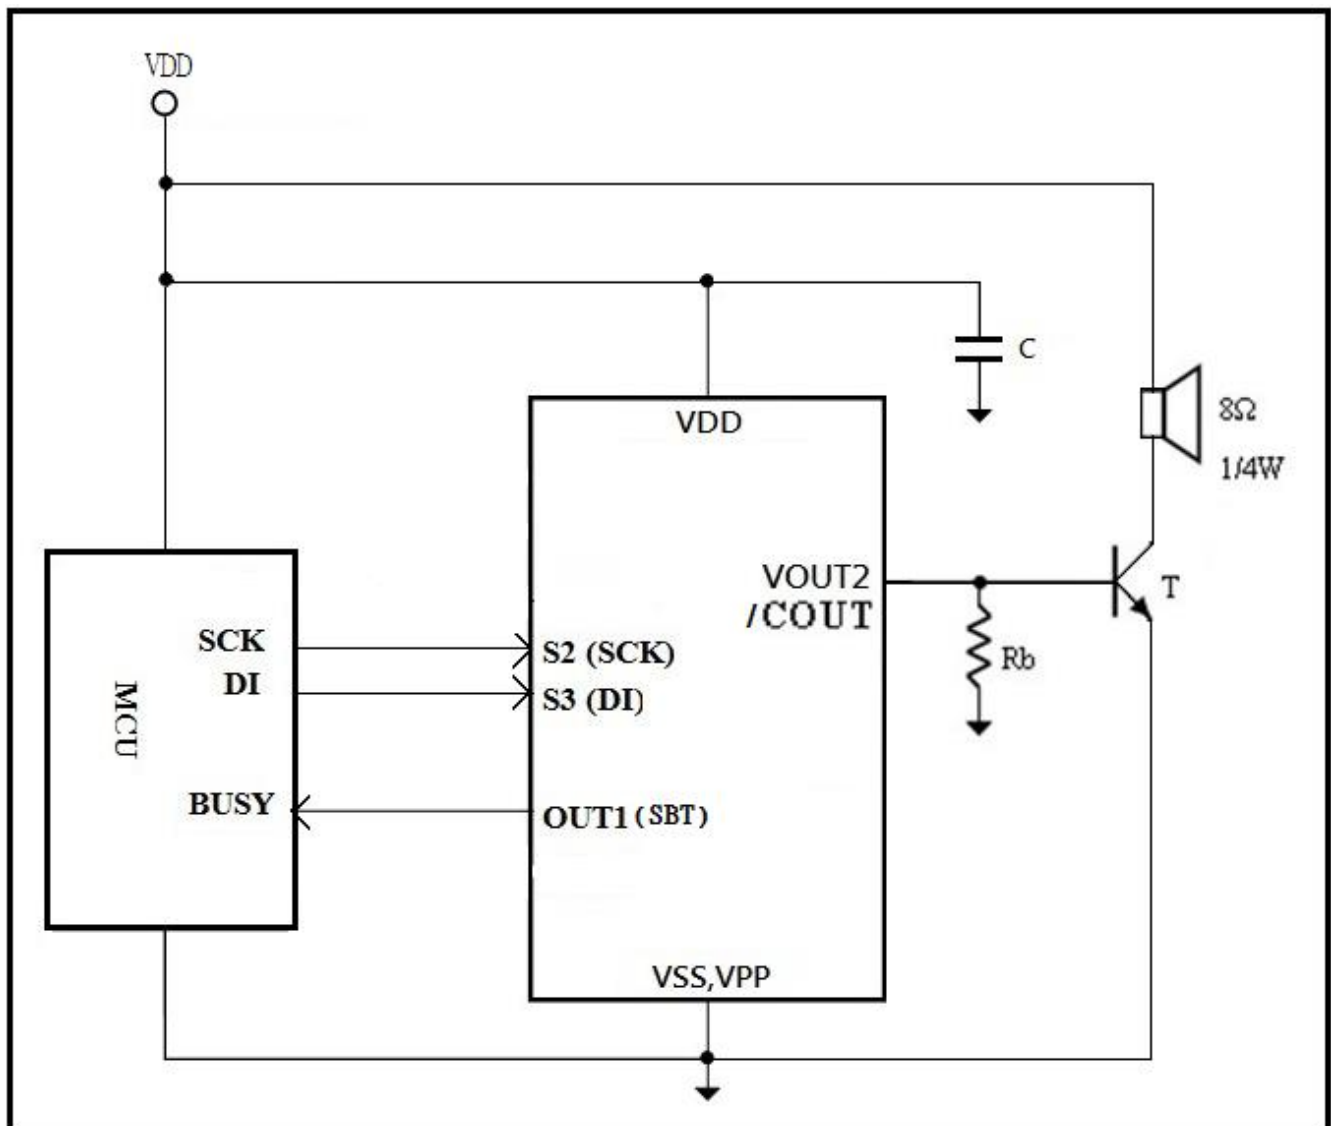 VDD
C
VDD
8Ω
1/4W
VOUT2
/COUT
T
SCK
S2 (SCK)
Rb
DI
S3 (DI)
MCU
BUSY
OUT1 (SBT)
VSS,VPP